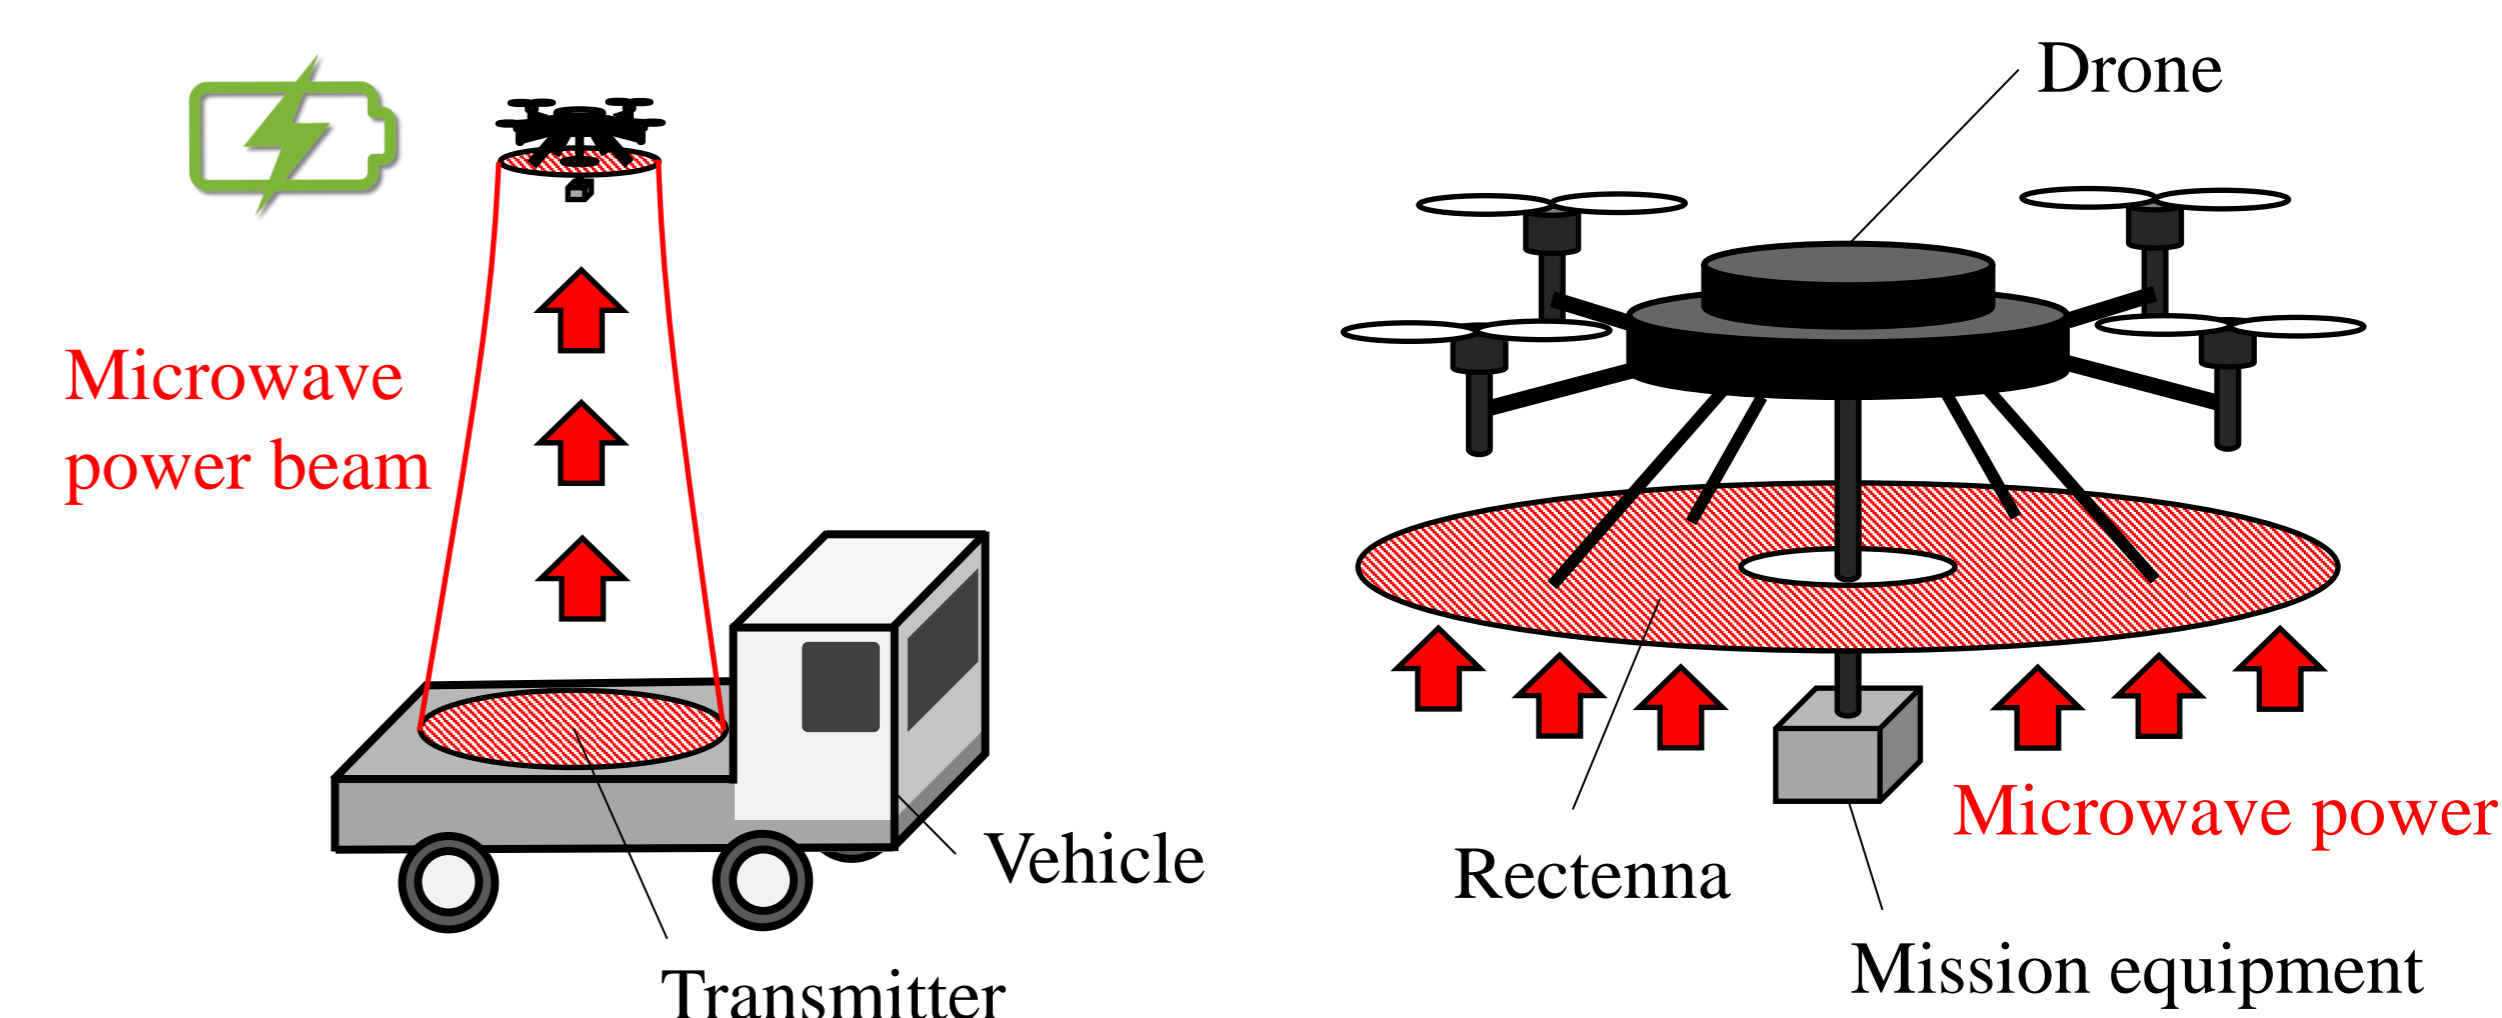 Drone
Microwave
power beam
Vehicle
Transmitter
Rectenna
Microwave power
Mission equipment